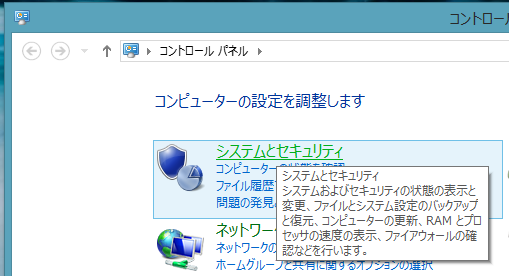 コントロール
コントロール パネル
コンピューターの設定を調整します
システムとセキュリティ
コンピューターの状態を確認
ファイル履歴
問題の発見
システムとセキュリティ
システムおよびセキュリティの状態の表示と
変更、ファイルとシステム設定のバックアップ
と復元、コンピューターの更新、RAM とプロ
セッサの速度の表示、ファイアウォールの確
認などを行います。
ネットワーク
ネットワークの
ホームグループと共有に関するオプションの選択